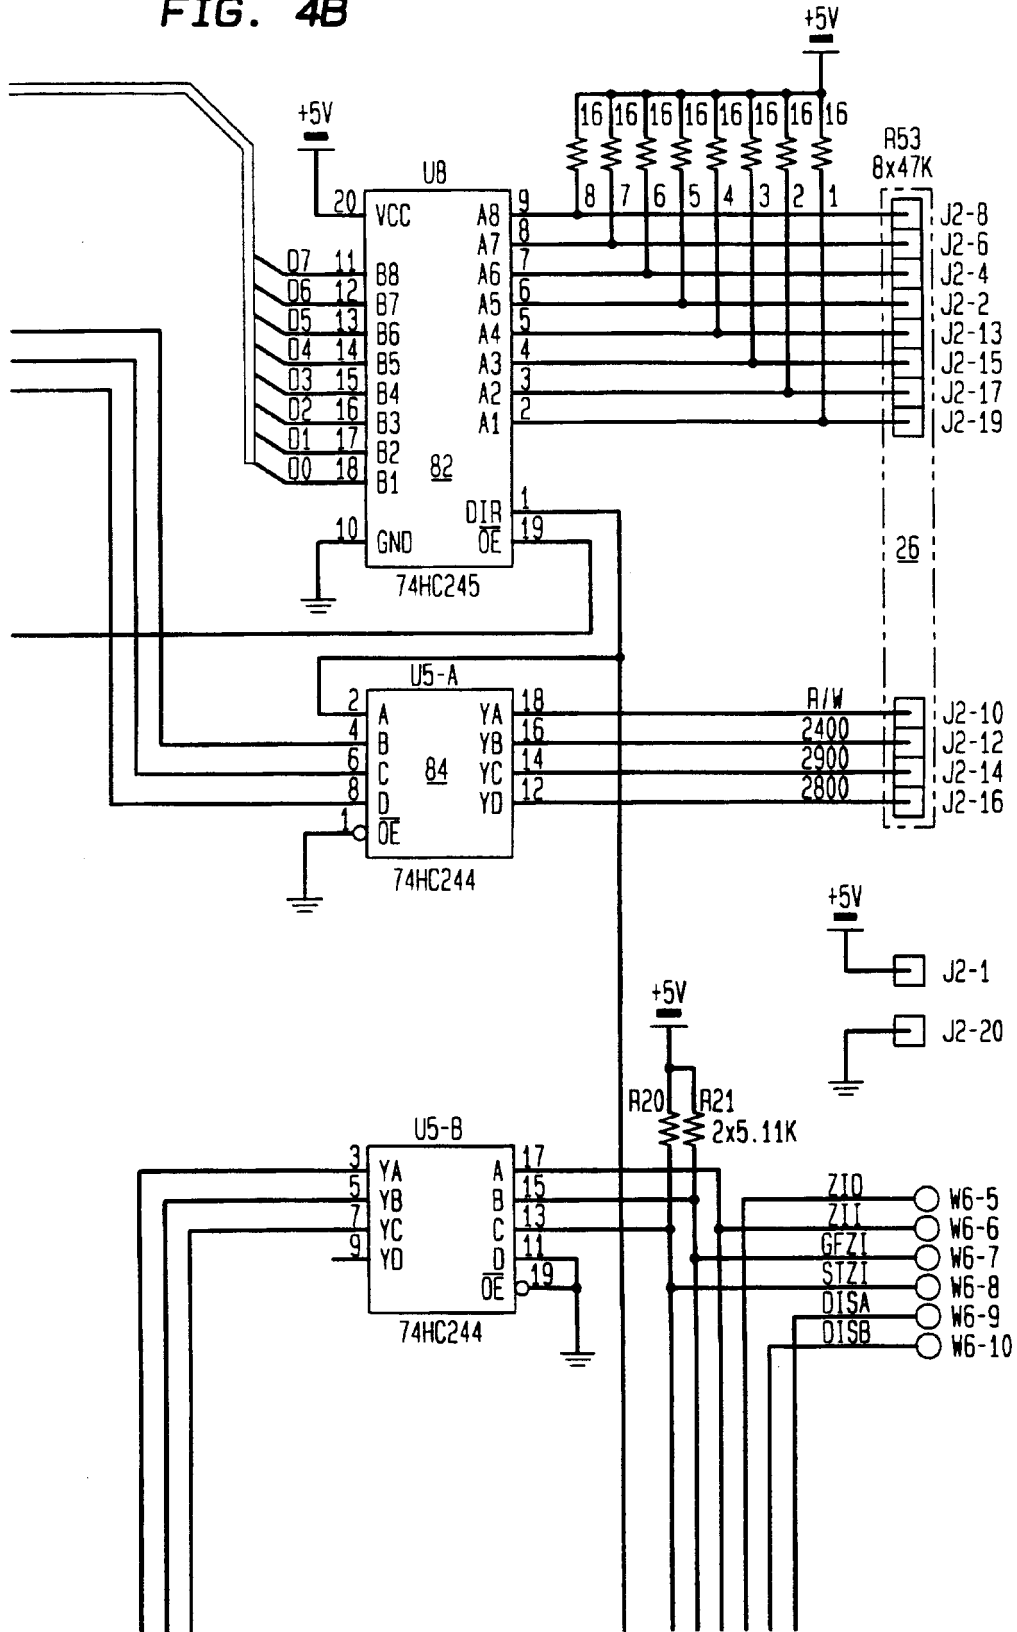 FIG. 4B
+5V
+5V
16 16 16 16 16 16 16 16
R53
8x47K
U8
8 7 6 5 4 3 2 1
20 VCC A8 9 J2-8
A7 8 J2-6
D7 11 B8 A6 7 J2-4
D6 12 B7 A5 6 J2-2
D5 13 B6 A4 5 J2-13
D4 14 B5 A3 4 J2-15
D3 15 B4 A2 3 J2-17
D2 16 B3 A1 2 J2-19
D1 17 B2
D0 18 B1
82
DIR 1
10 GND OE 19
26
74HC245
U5-A
2 A YA 18 R/W J2-10
4 B YB 16 2400 J2-12
6 C YC 14 2900 J2-14
8 D YD 12 2800 J2-16
84
1 OE
74HC244
+5V
J2-1
+5V
J2-20
R20 R21
2x5.11K
U5-B
3 YA A 17
5 YB B 15 ZIO W6-5
7 YC C 13 ZII W6-6
9 YD D 11 GFZI W6-7
OE 19 STZI W6-8
DISA W6-9
74HC244
DISB W6-10